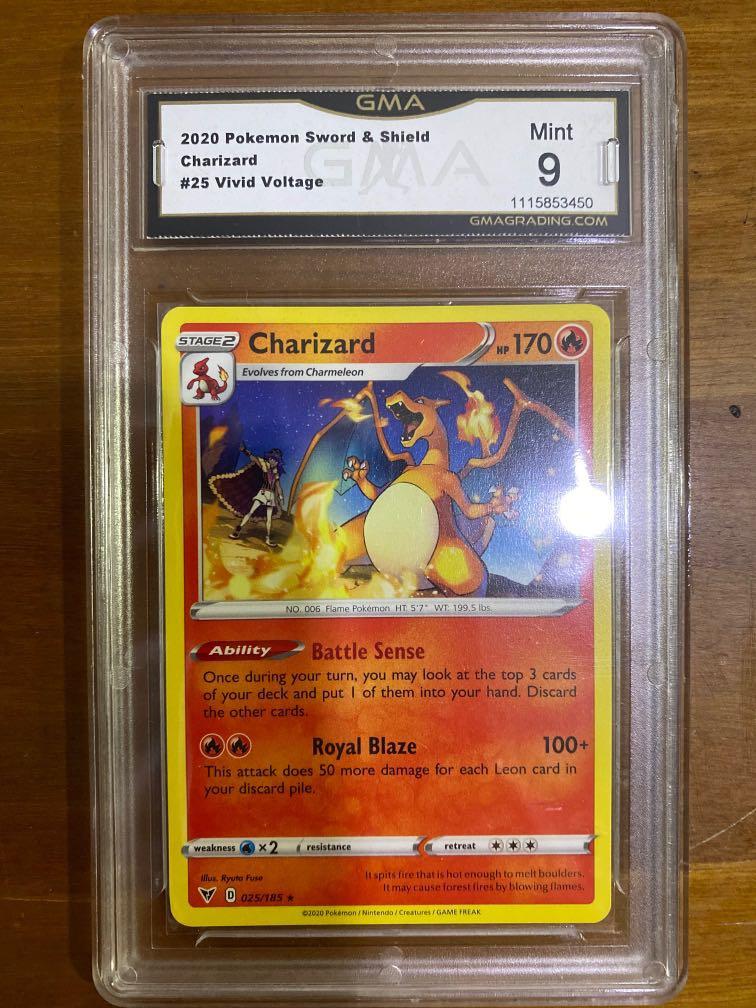 GMA
2020 Pokemon Sword & Shield
Charizard
#25 Vivid Voltage
GMA
Mint
9
1115853450
GMAGRADING.COM
STAGE2 Charizard HP 170
Evolves from Charmeleon
NO. 006 Flame Pokémon HT: 5'7" WT: 199.5 lbs.
Ability Battle Sense
Once during your turn, you may look at the top 3 cards
of your deck and put 1 of them into your hand. Discard
the other cards.
Royal Blaze 100+
This attack does 50 more damage for each Leon card in
your discard pile.
weakness ×2 resistance retreat
Illus. Ryuta Fuse
It spits fire that is hot enough to melt boulders.
It may cause forest fires by blowing flames.
D 025/185 ★
©2020 Pokémon / Nintendo / Creatures / GAME FREAK